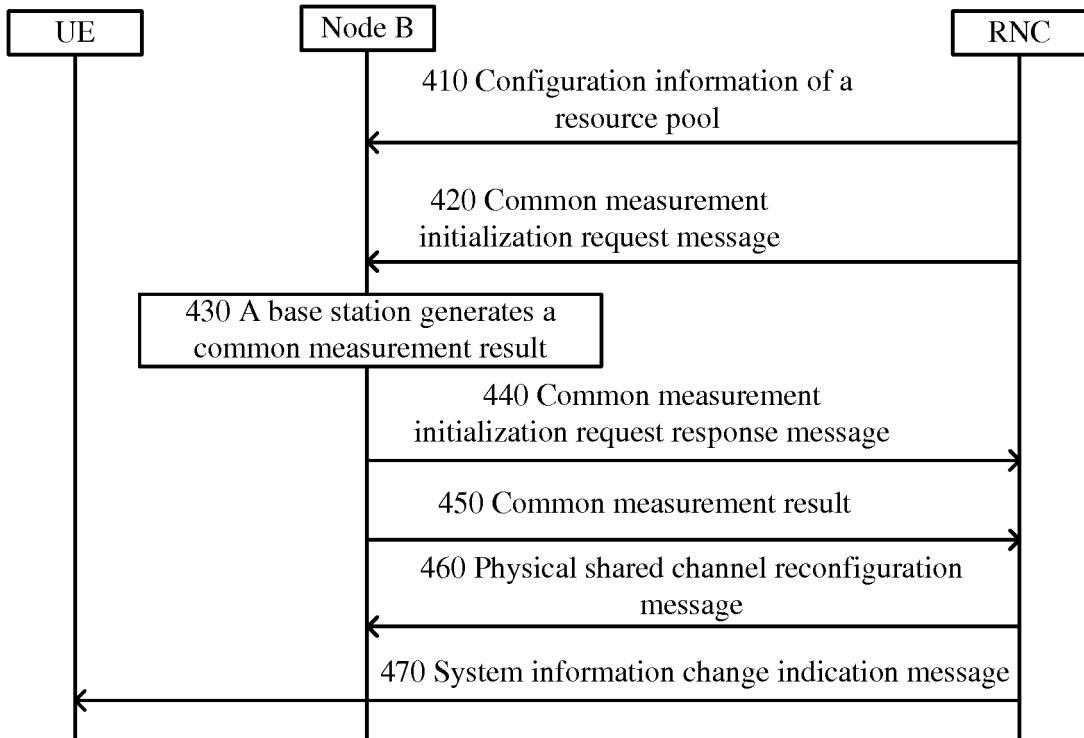 UE
Node B
RNC
410 Configuration information of a
resource pool
420 Common measurement
initialization request message
430 A base station generates a
common measurement result
440 Common measurement
initialization request response message
450 Common measurement result
460 Physical shared channel reconfiguration
message
470 System information change indication message